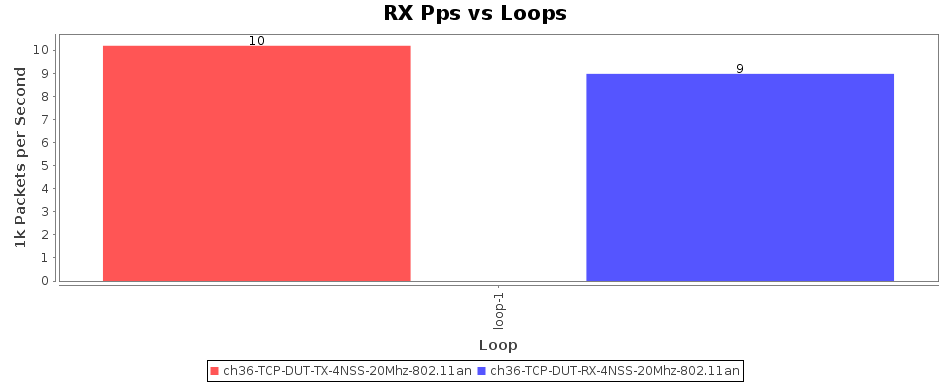 RX Pps vs Loops
10
9
10
9
8
7
6
5
4
3
2
1
0
1k Packets per Second
loop-1
Loop
ch36-TCP-DUT-TX-4NSS-20Mhz-802.11an ch36-TCP-DUT-RX-4NSS-20Mhz-802.11an